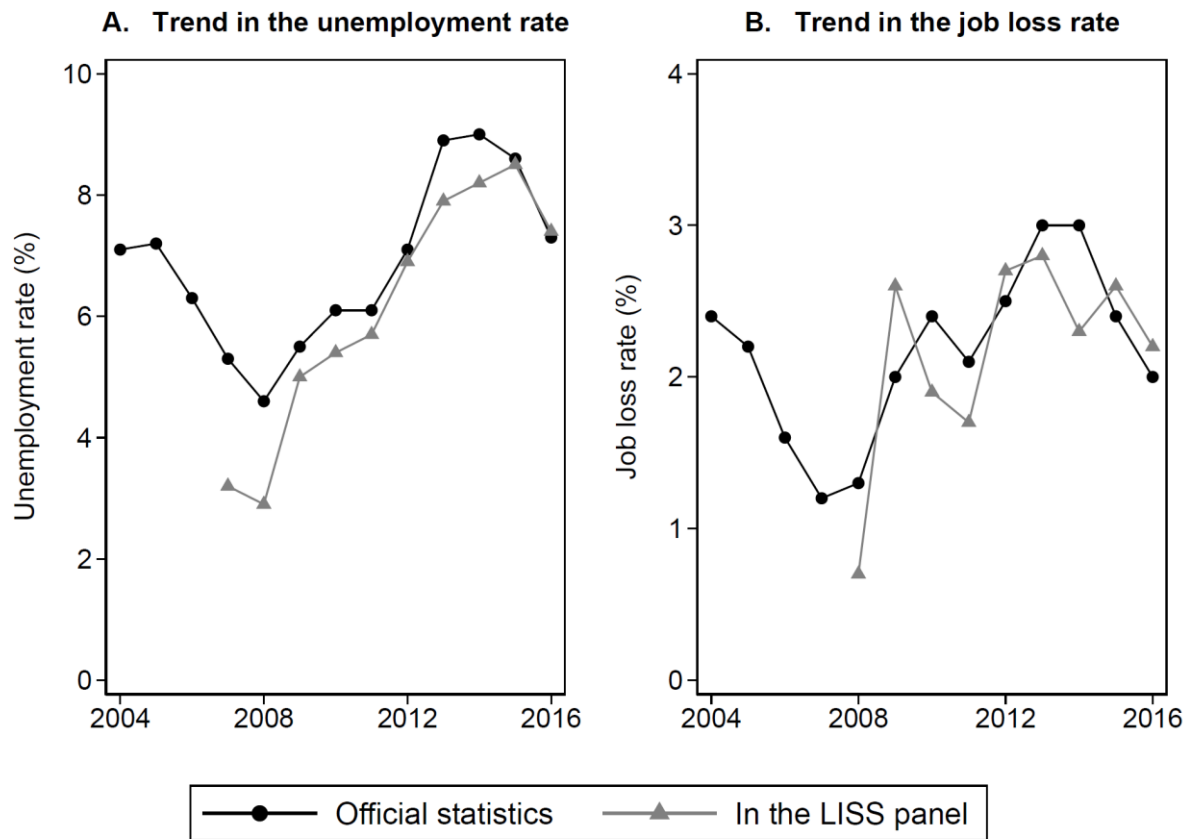 A. Trend in the unemployment rate
Unemployment rate (%)
10
8
6
4
2
0
2004 2008 2012 2016
B. Trend in the job loss rate
Job loss rate (%)
4
3
2
1
0
2004 2008 2012 2016
Official statistics In the LISS panel